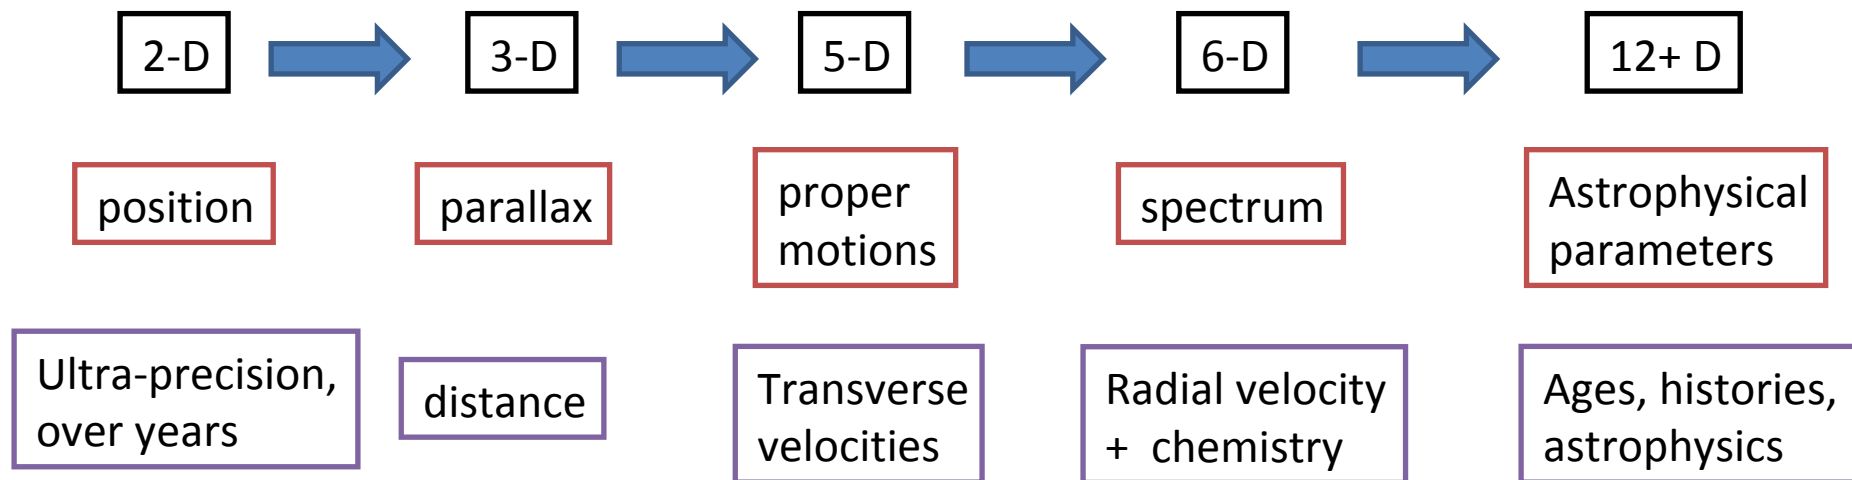 2-D
3-D
5-D
6-D
12+ D
position
parallax
proper
motions
spectrum
Astrophysical
parameters
Ultra-precision,
over years
distance
Transverse
velocities
Radial velocity
+ chemistry
Ages, histories,
astrophysics